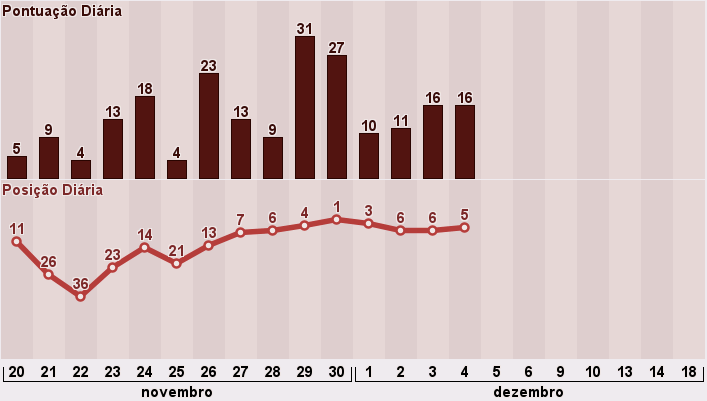 Pontuação Diária
5 9 4 13 18 4 23 13 9 31 27 10 11 16 16
Posição Diária
11 26 36 23 14 21 13 7 6 4 1 3 6 6 5
20 21 22 23 24 25 26 27 28 29 30 1 2 3 4 5 6 9 10 13 14 18
novembro dezembro